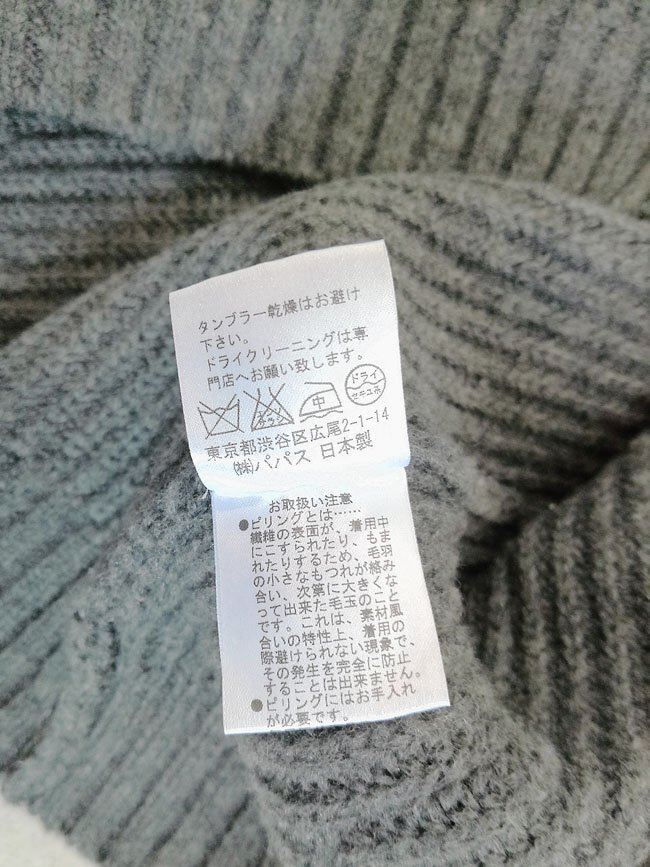 タンブラー乾燥はお避け
下さい。
ドライクリーニングは専
門店へお願い致します。
中
ドライ
セキユ系
東京都渋谷区広尾2-1-14
㈱パパス 日本製
お取扱い注意
●ピリングとは……
繊維の表面が、着用中
にこすられたり、もま
れたりするため、毛羽
の小さなもつれが絡み
合い、次第に大きくな
って出来た毛玉のこと
です。これは、素材風
合いの特性上、着用の
際避けられない現象で、
その発生を完全に防止
することは出来ません。
●ピリングにはお手入れ
が必要です。